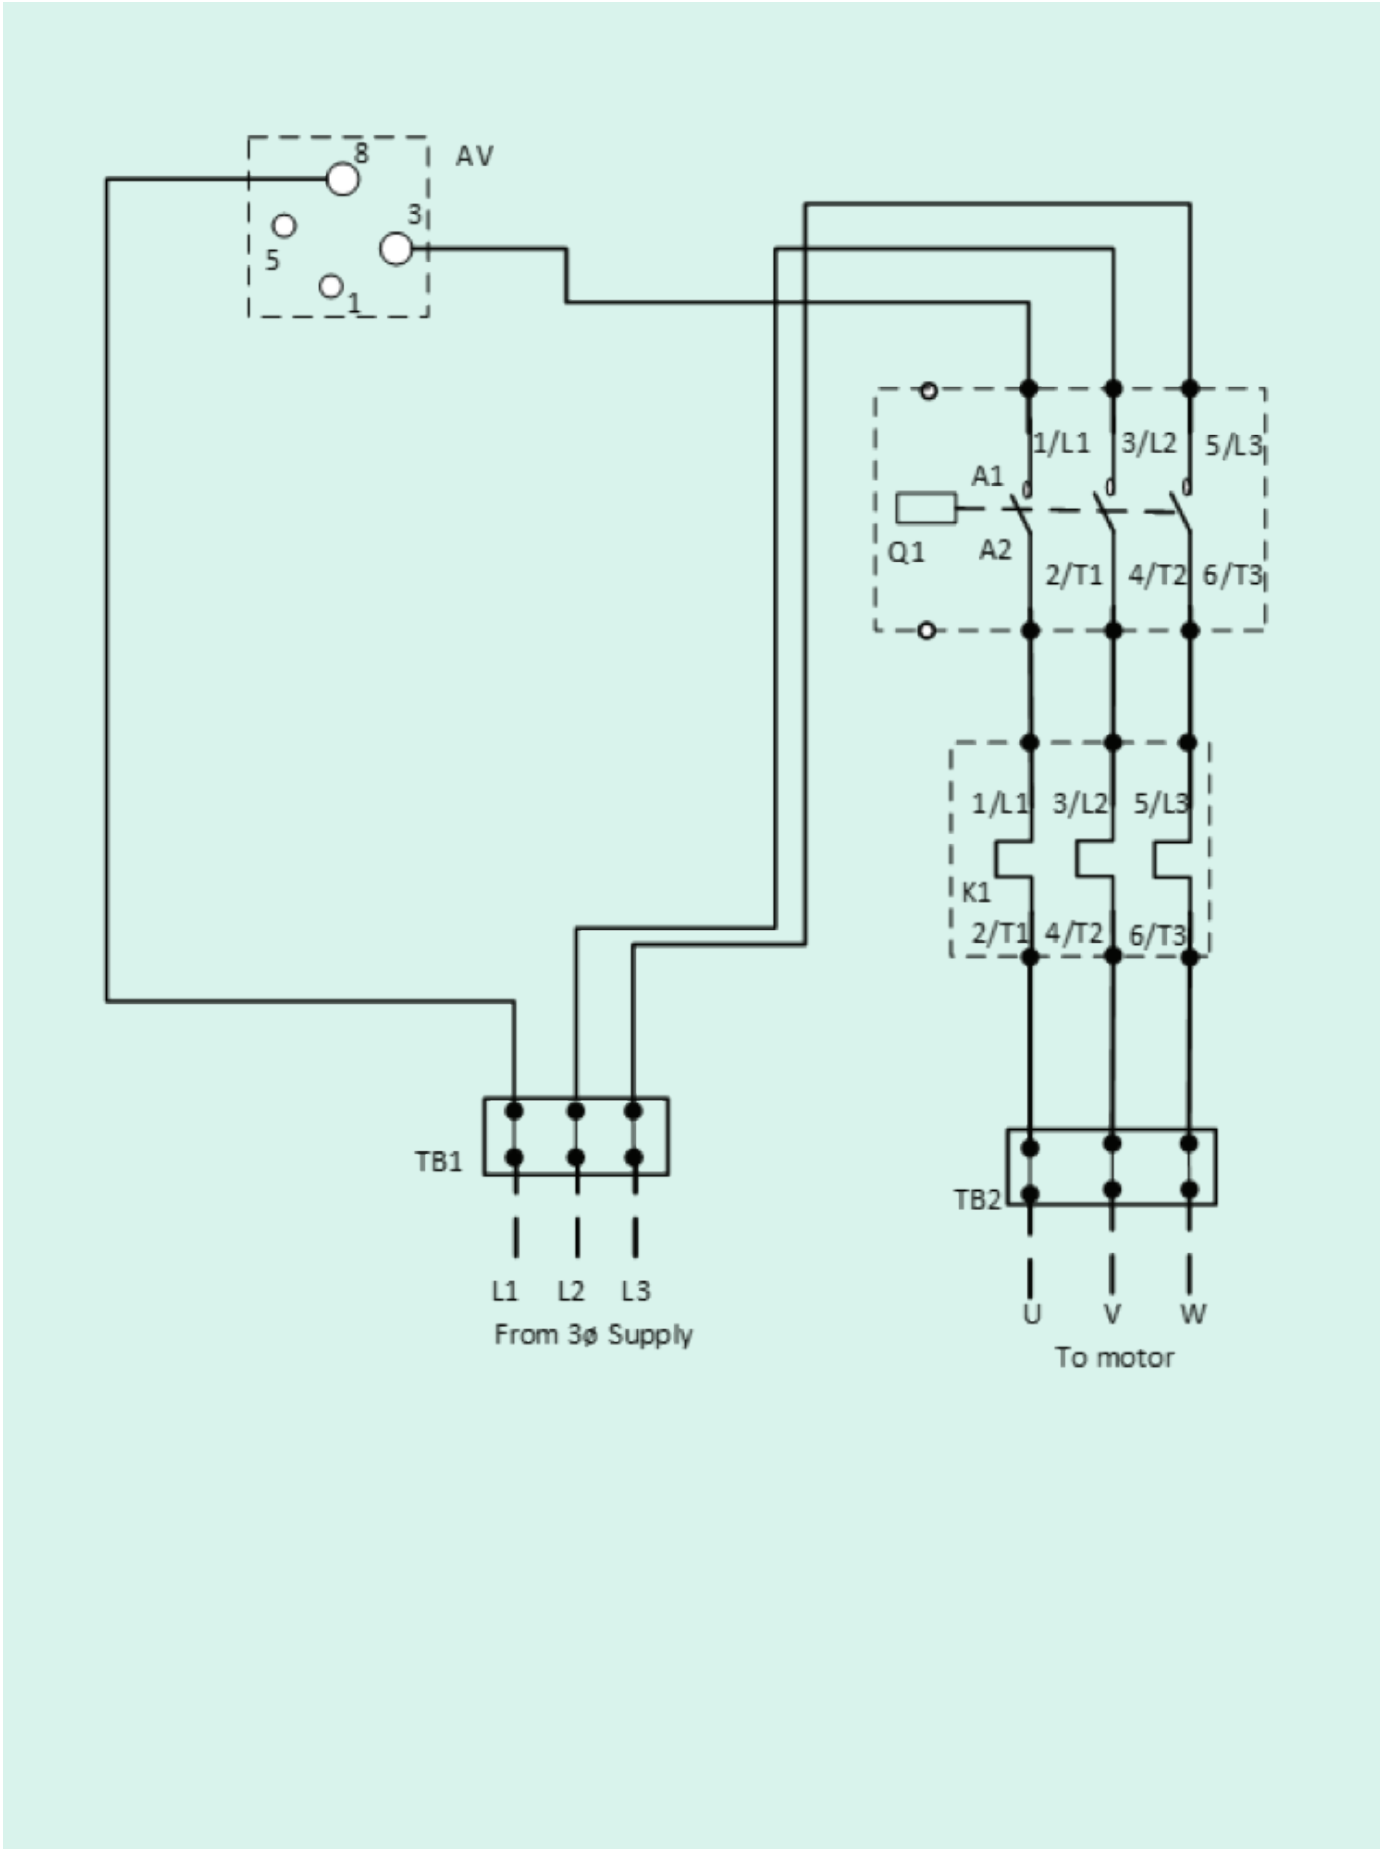 8
AV
3
5
1
1/L1 3/L2 5/L3
A1
Q1 A2
2/T1 4/T2 6/T3
1/L1 3/L2 5/L3
K1
2/T1 4/T2 6/T3
TB1
TB2
L1 L2 L3
U V W
From 3ø Supply
To motor